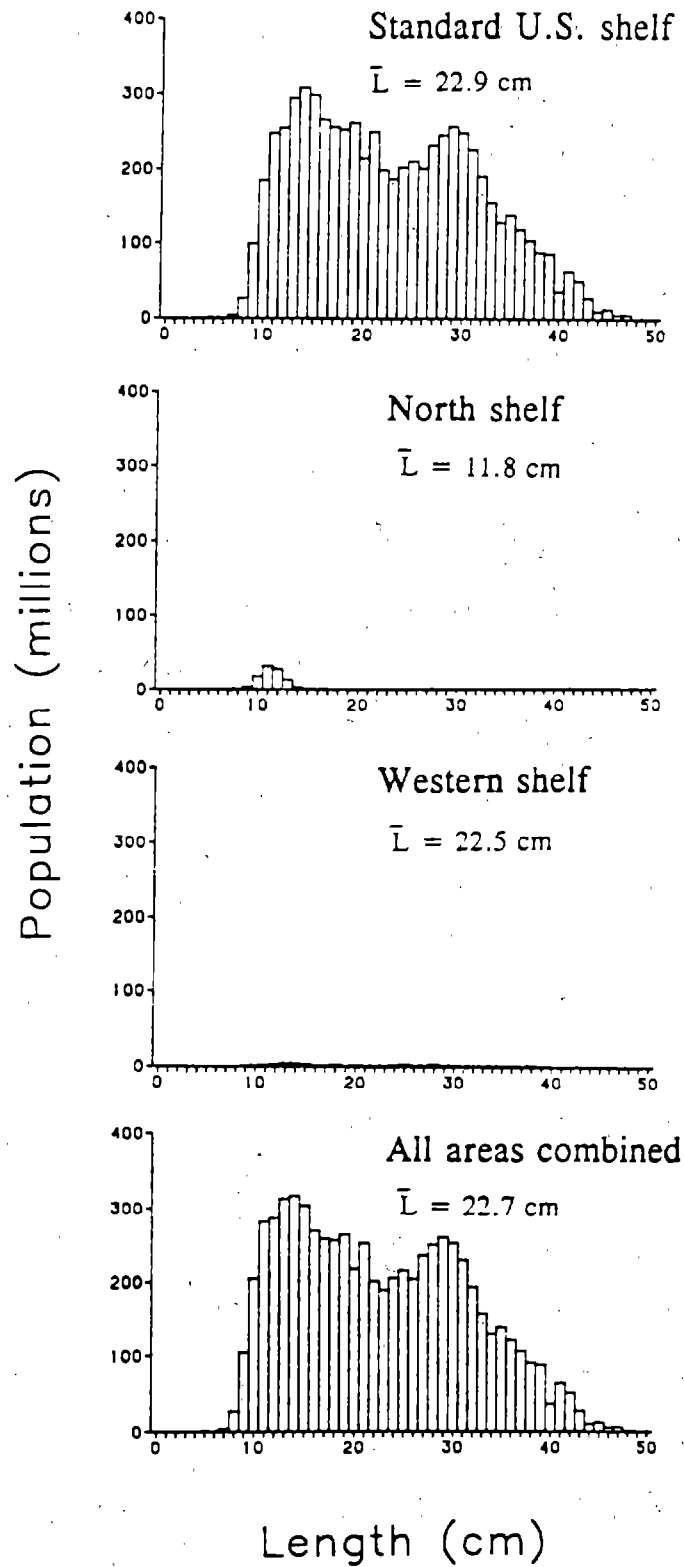 Standard U.S. shelf
L̄ = 22.9 cm
400
300
200
100
0
0 10 20 30 40 50
North shelf
L̄ = 11.8 cm
400
300
200
100
0
0 10 20 30 40 50
Western shelf
L̄ = 22.5 cm
400
300
200
100
0
0 10 20 30 40 50
All areas combined
L̄ = 22.7 cm
400
300
200
100
0
0 10 20 30 40 50
Population (millions)
Length (cm)